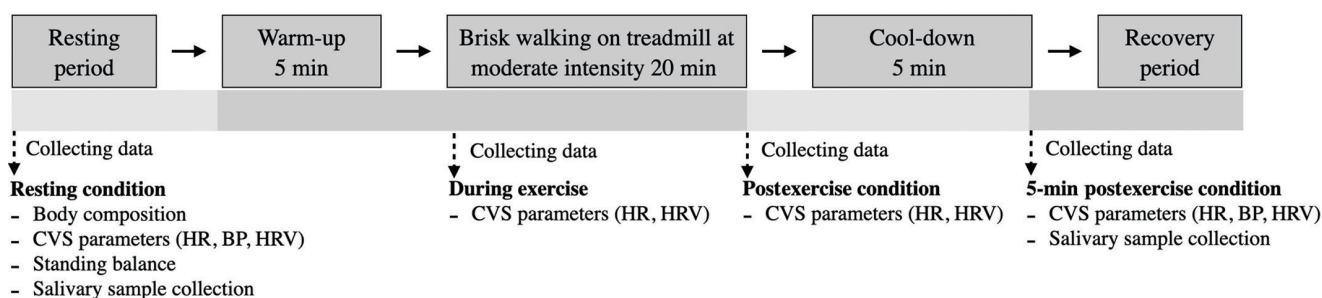 Resting
period
Warm-up
5 min
Brisk walking on treadmill at
moderate intensity 20 min
Cool-down
5 min
Recovery
period
Collecting data
Resting condition
- Body composition
- CVS parameters (HR, BP, HRV)
- Standing balance
- Salivary sample collection
Collecting data
During exercise
- CVS parameters (HR, HRV)
Collecting data
Postexercise condition
- CVS parameters (HR, HRV)
Collecting data
5-min postexercise condition
- CVS parameters (HR, BP, HRV)
- Salivary sample collection